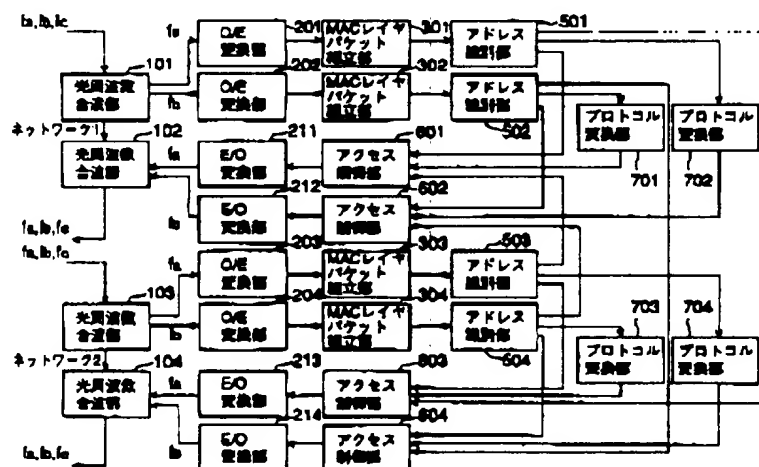 fa,fb,fc
fa
201
301
501
O/E
変換部
MACレイヤ
パケット
組立部
アドレス
識別部
101
202
302
光周波数
分波部
fb
O/E
変換部
MACレイヤ
パケット
組立部
アドレス
識別部
502
プロトコル
変換部
プロトコル
変換部
701
702
ネットワーク1
102
211
601
光周波数
合波部
fa
E/O
変換部
アクセス
制御部
212
602
fb
E/O
変換部
アクセス
制御部
fa,fb,fc
fa,fb,fc
203
303
503
fa
O/E
変換部
MACレイヤ
パケット
組立部
アドレス
識別部
103
204
304
光周波数
fb
O/E
変換部
MACレイヤ
パケット
組立部
アドレス
識別部
504
703
704
プロトコル
変換部
プロトコル
変換部
ネットワーク2
104
213
603
光周波数
合波部
fa
E/O
変換部
アクセス
制御部
214
604
fb
E/O
変換部
アクセス
制御部
fa,fb,fc